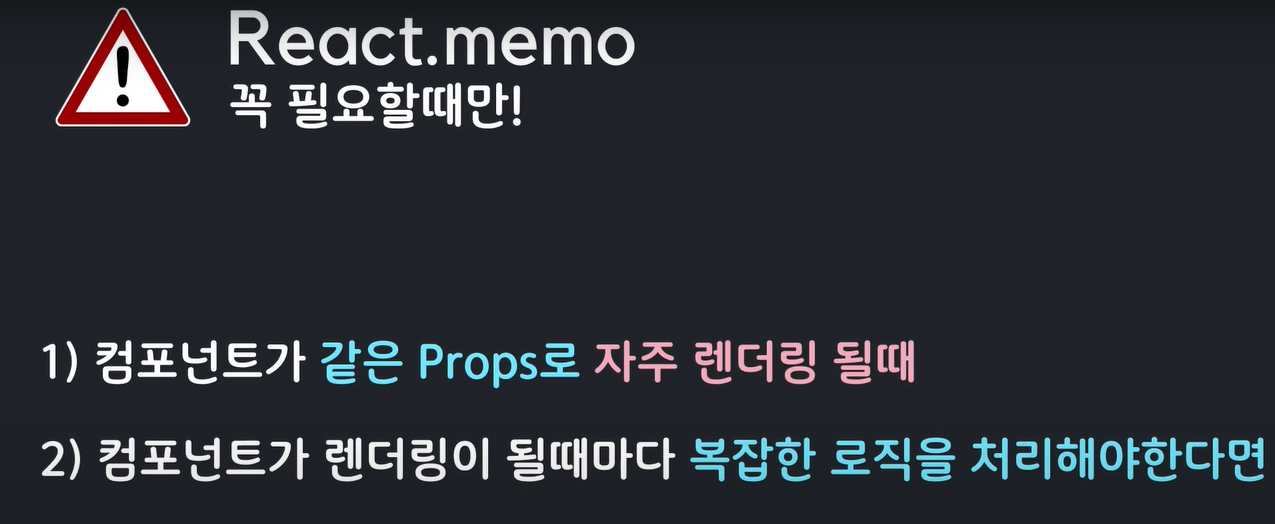 React.memo
꼭 필요할때만!
1) 컴포넌트가 같은 Props로 자주 렌더링 될때
2) 컴포넌트가 렌더링이 될때마다 복잡한 로직을 처리해야한다면